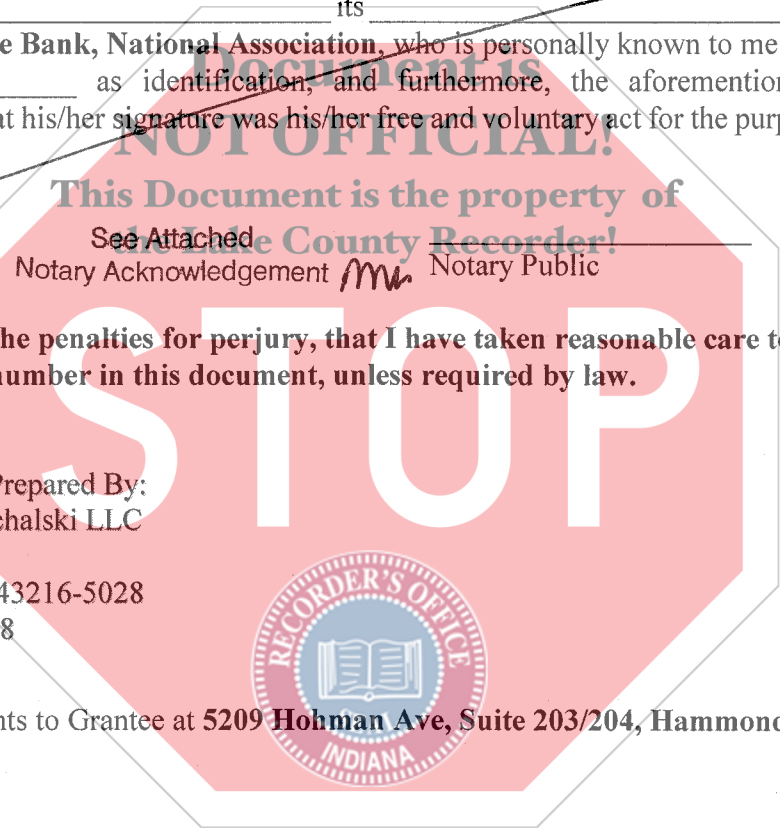 its
e Bank, National Association, who is personally known to me
as identification, and furthermore, the aforemention
at his/her signature was his/her free and voluntary act for the purp
Document is
NOT OFFICIAL!
This Document is the property of
the Lake County Recorder!
See Attached
Notary Acknowledgement
Notary Public
he penalties for perjury, that I have taken reasonable care t
number in this document, unless required by law.
STOP
Prepared By:
chalski LLC
43216-5028
8
RECORDER'S OFFICE
INDIANA
nts to Grantee at 5209 Hohman Ave, Suite 203/204, Hammond